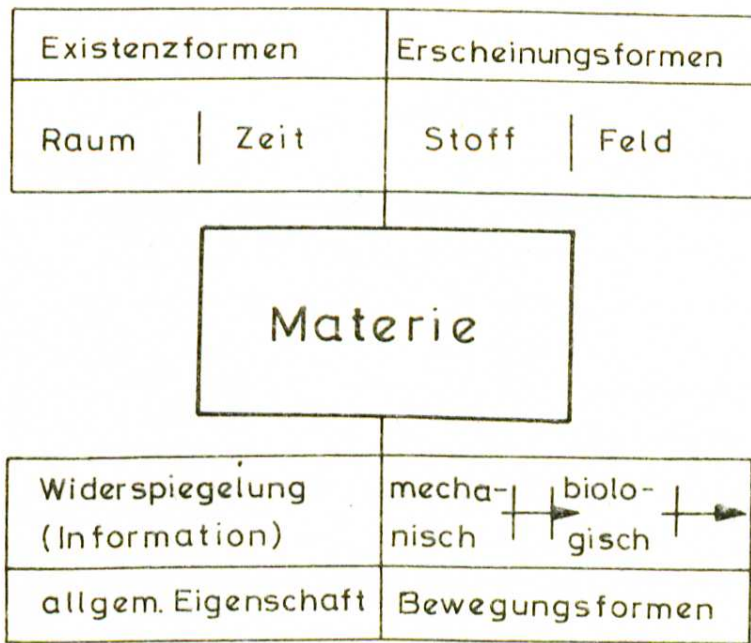 Existenzformen
Erscheinungsformen
Raum
Zeit
Stoff
Feld
Materie
Widerspiegelung
(Information)
mecha-
nisch
biolo-
gisch
allgem. Eigenschaft
Bewegungsformen